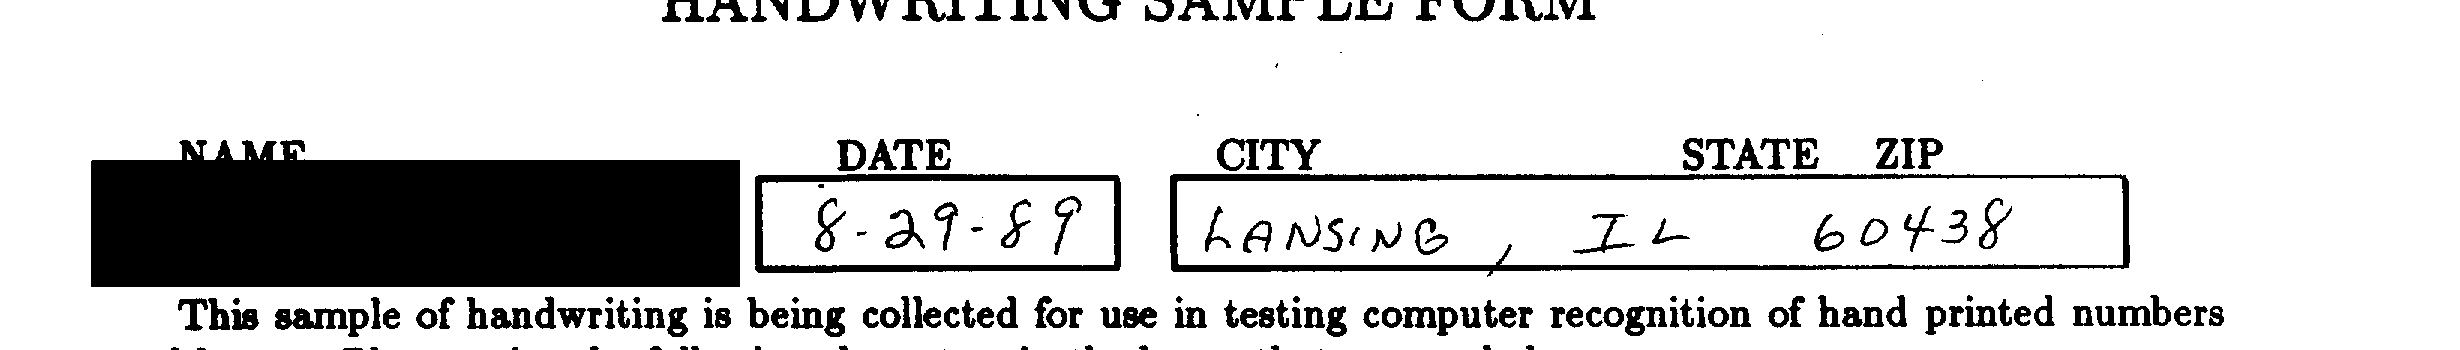 HANDWRITING SAMPLE FORM
NAME DATE CITY STATE ZIP
8-29-89 LANSING, IL 60438
This sample of handwriting is being collected for use in testing computer recognition of hand printed numbers